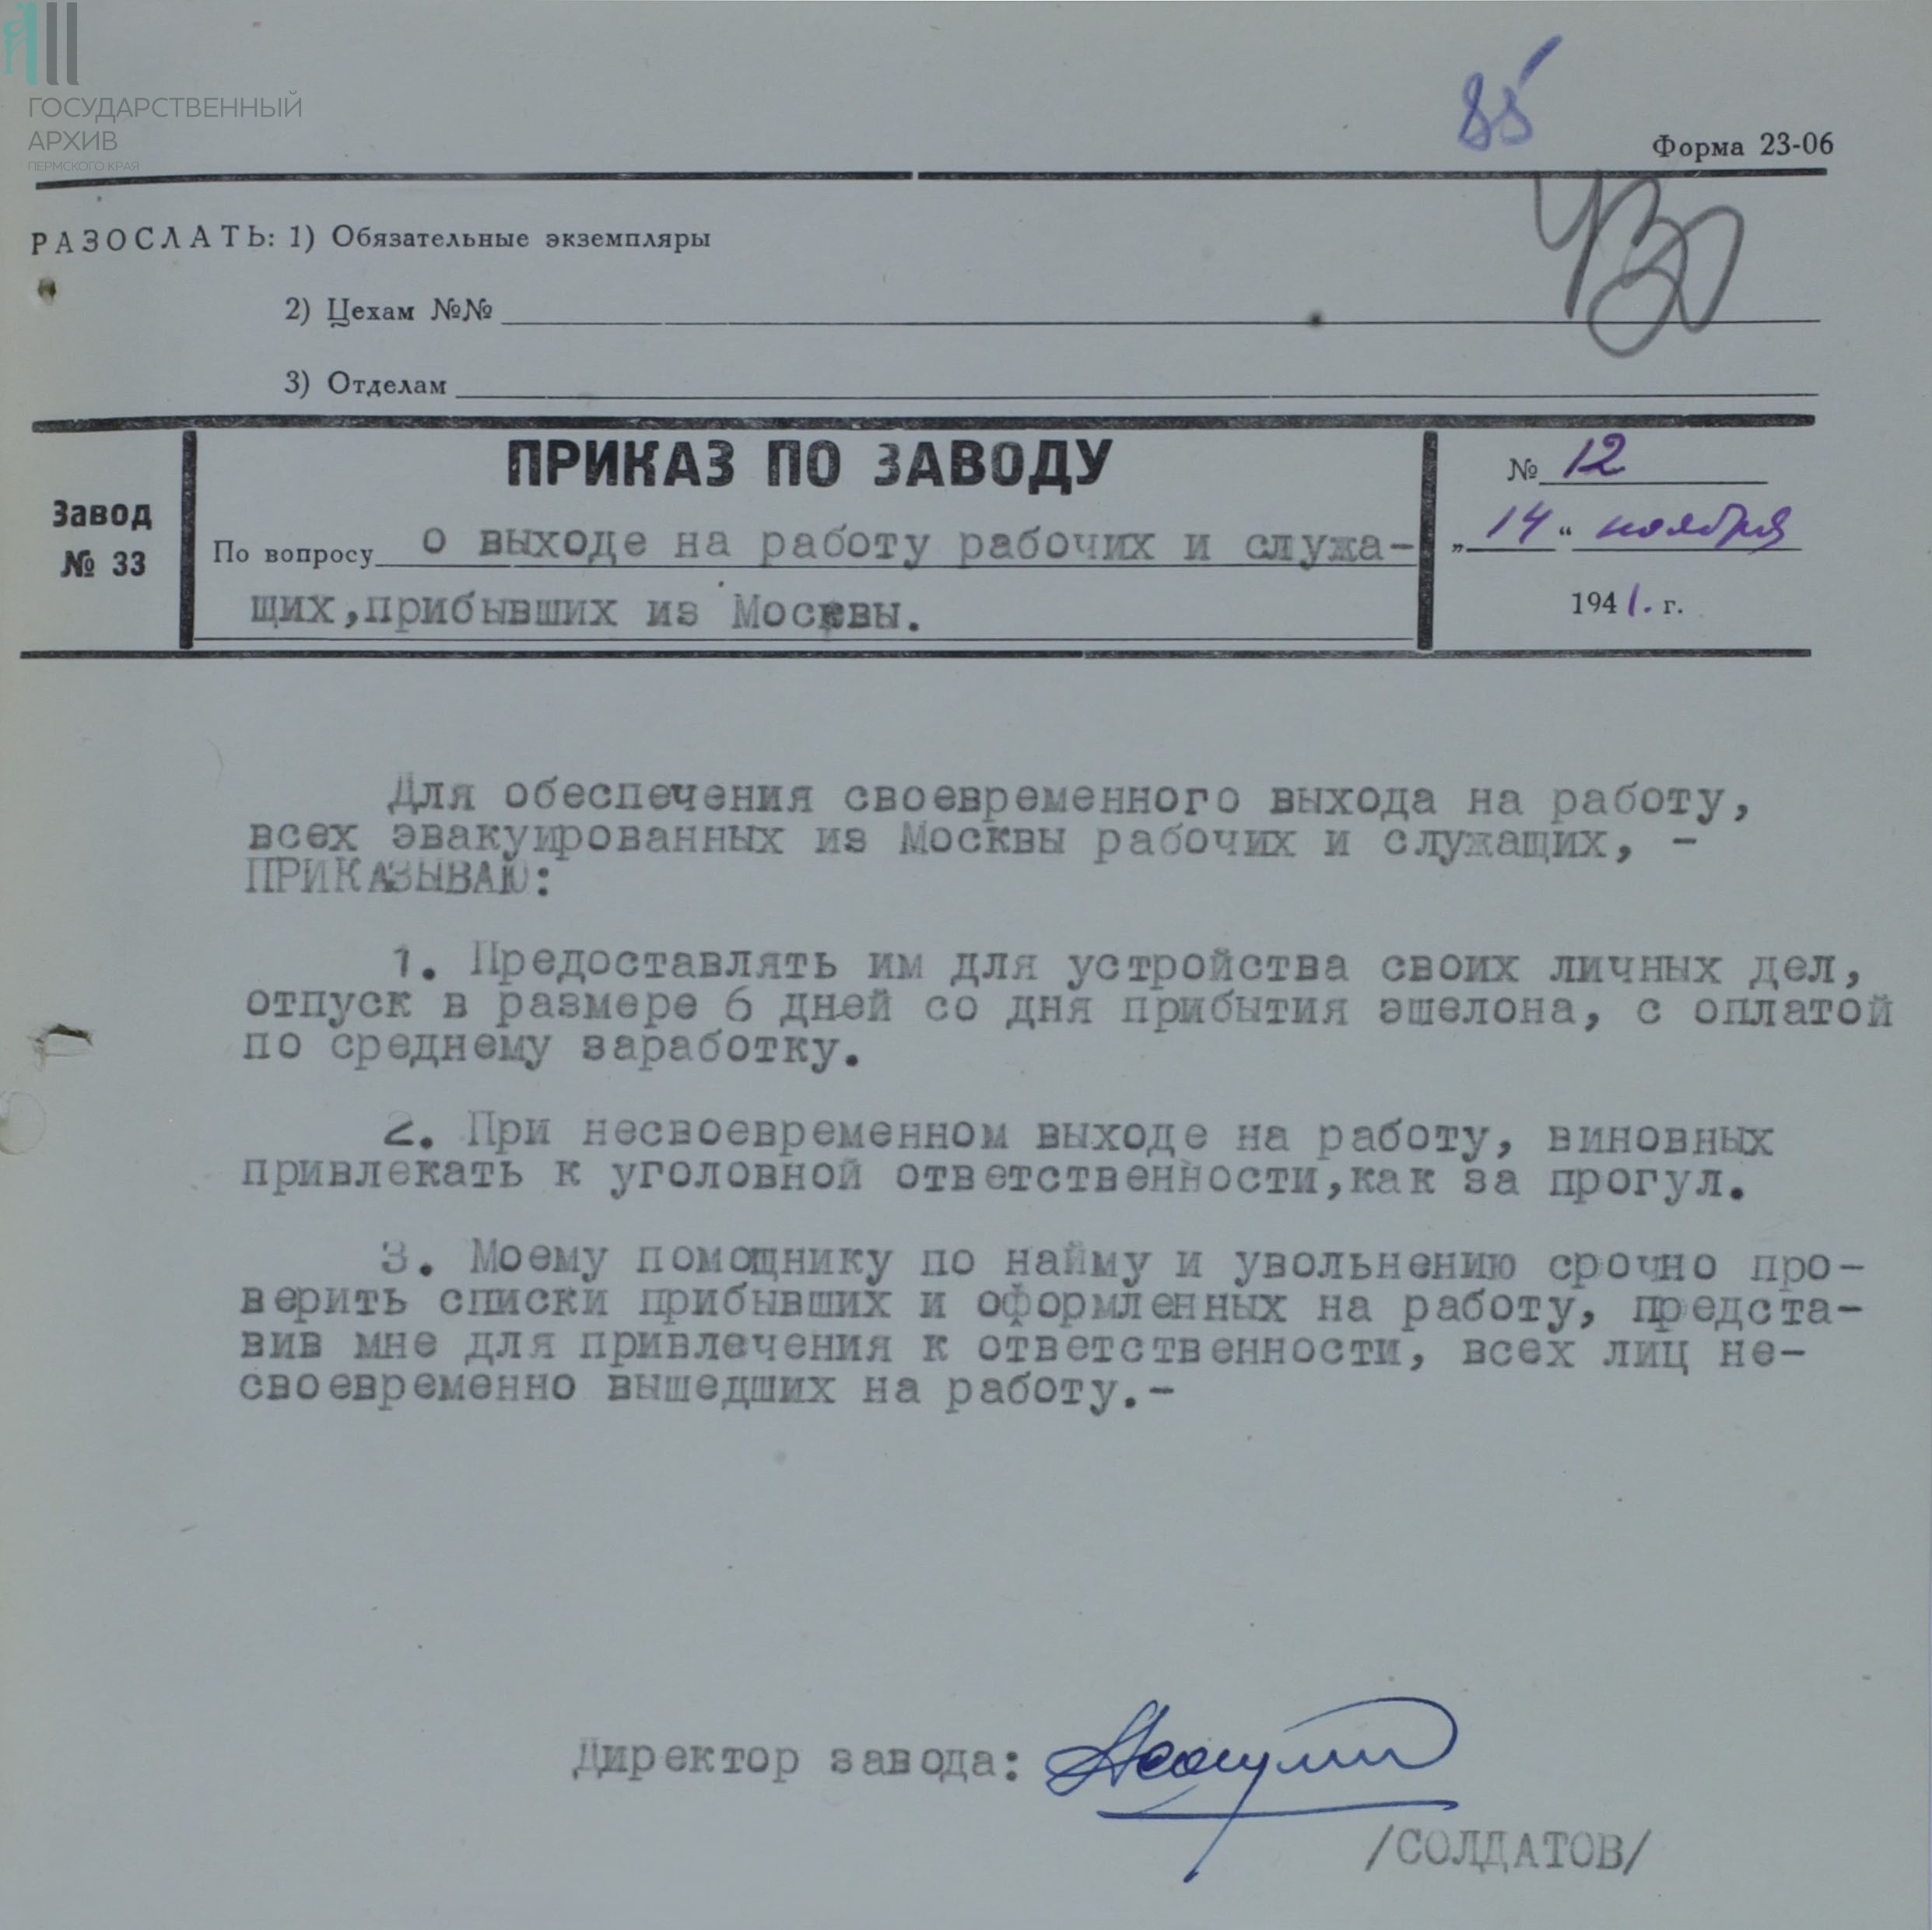 ГОСУДАРСТВЕННЫЙ
АРХИВ
ПЕРМСКОГО КРАЯ
85
Форма 23-06
РАЗОСЛАТЬ: 1) Обязательные экземпляры
2) Цехам №№
3) Отделам
Завод
№ 33
ПРИКАЗ ПО ЗАВОДУ
По вопросу о выходе на работу рабочих и служа-
щих,прибывших из Москвы.
№ 12
„14“ ноября
1941. г.
Для обеспечения своевременного выхода на работу,
всех эвакуированных из Москвы рабочих и служащих, -
ПРИКАЗЫВАЮ:
1. Предоставлять им для устройства своих личных дел,
отпуск в размере 6 дней со дня прибытия эшелона, с оплатой
по среднему заработку.
2. При несвоевременном выходе на работу, виновных
привлекать к уголовной ответственности,как за прогул.
3. Моему помощнику по найму и увольнению срочно про-
верить списки прибывших и оформленных на работу, предста-
вив мне для привлечения к ответственности, всех лиц не-
своевременно вышедших на работу.-
Директор завода:
/СОЛДАТОВ/